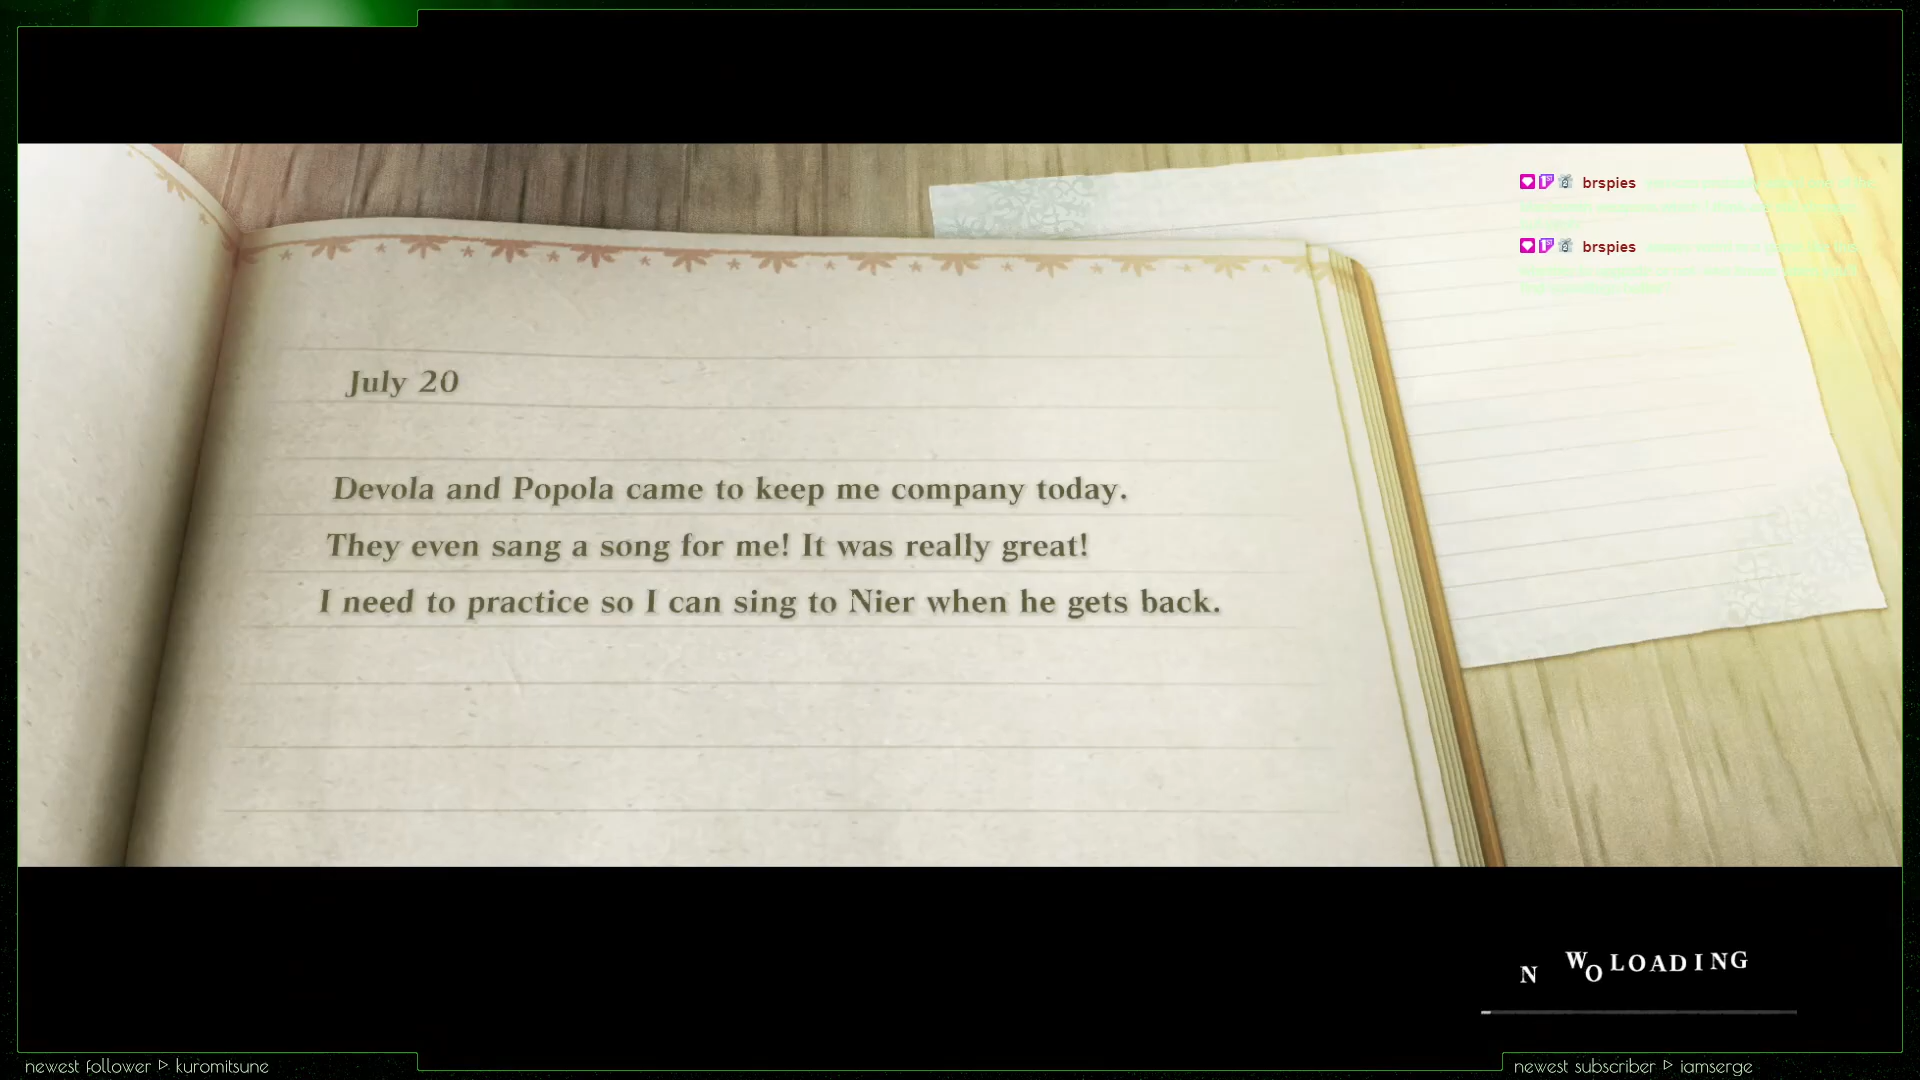 brspies
brspies
July 20
Devola and Popola came to keep me company today.
They even sang a song for me! It was really great!
I need to practice so I can sing to Nier when he gets back.
NOW LOADING
newest follower ▷ kuromitsune
newest subscriber ▷ iamserge